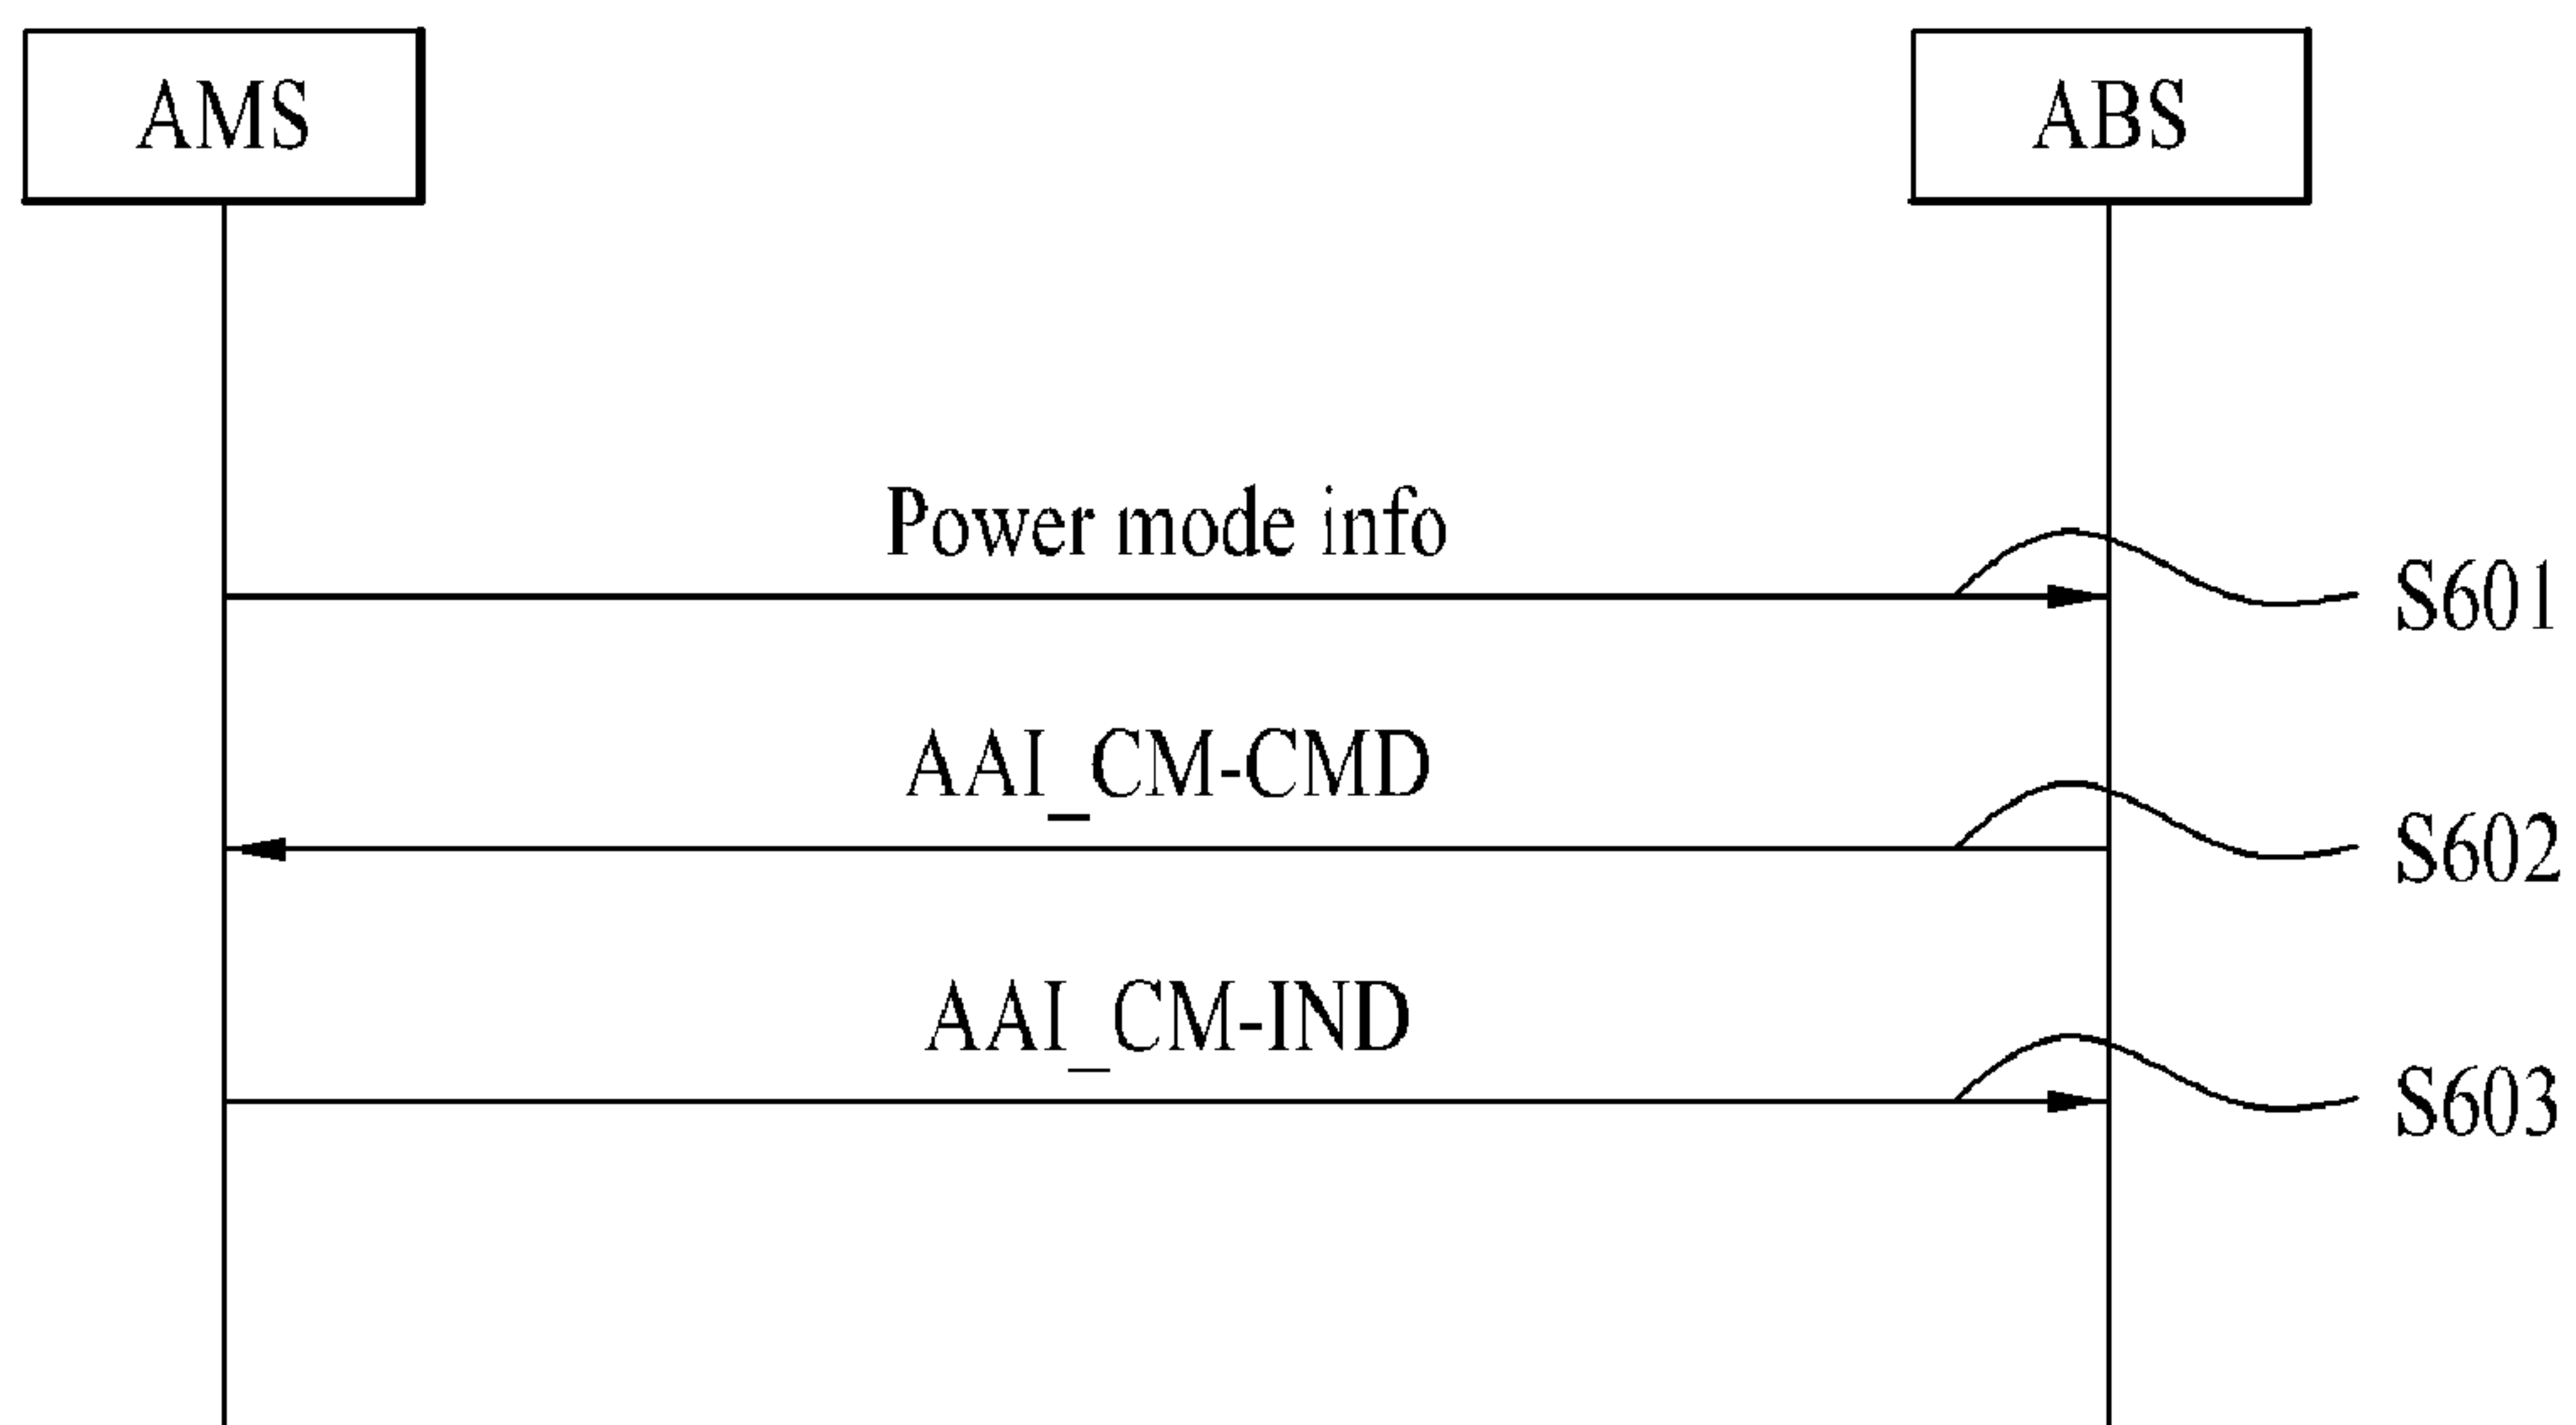 AMS
ABS
Power mode info
S601
AAI_CM-CMD
S602
AAI_CM-IND
S603